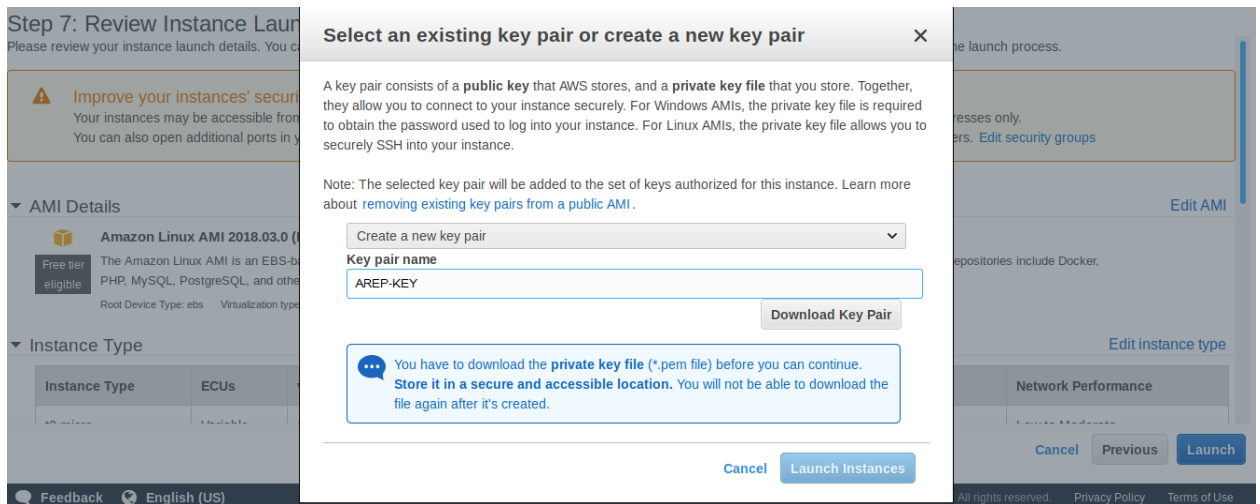 Step 7: Review Instance Laun
Please review your instance launch details. You ca
he launch process.
Improve your instances' securi
Your instances may be accessible from
resses only.
You can also open additional ports in y
ers. Edit security groups
AMI Details
Edit AMI
Amazon Linux AMI 2018.03.0 (
Free tier
eligible
The Amazon Linux AMI is an EBS-ba
epositories include Docker,
PHP, MySQL, PostgreSQL, and othe
Root Device Type: ebs Virtualization type
Instance Type
Edit instance type
Instance Type ECUs
Network Performance
t2.micro Variable
Low to Moderate
Cancel Previous Launch
Feedback English (US)
All rights reserved. Privacy Policy Terms of Use
Select an existing key pair or create a new key pair
A key pair consists of a public key that AWS stores, and a private key file that you store. Together,
they allow you to connect to your instance securely. For Windows AMIs, the private key file is required
to obtain the password used to log into your instance. For Linux AMIs, the private key file allows you to
securely SSH into your instance.
Note: The selected key pair will be added to the set of keys authorized for this instance. Learn more
about removing existing key pairs from a public AMI.
Create a new key pair
Key pair name
AREP-KEY
Download Key Pair
You have to download the private key file (*.pem file) before you can continue.
Store it in a secure and accessible location. You will not be able to download the
file again after it's created.
Cancel Launch Instances